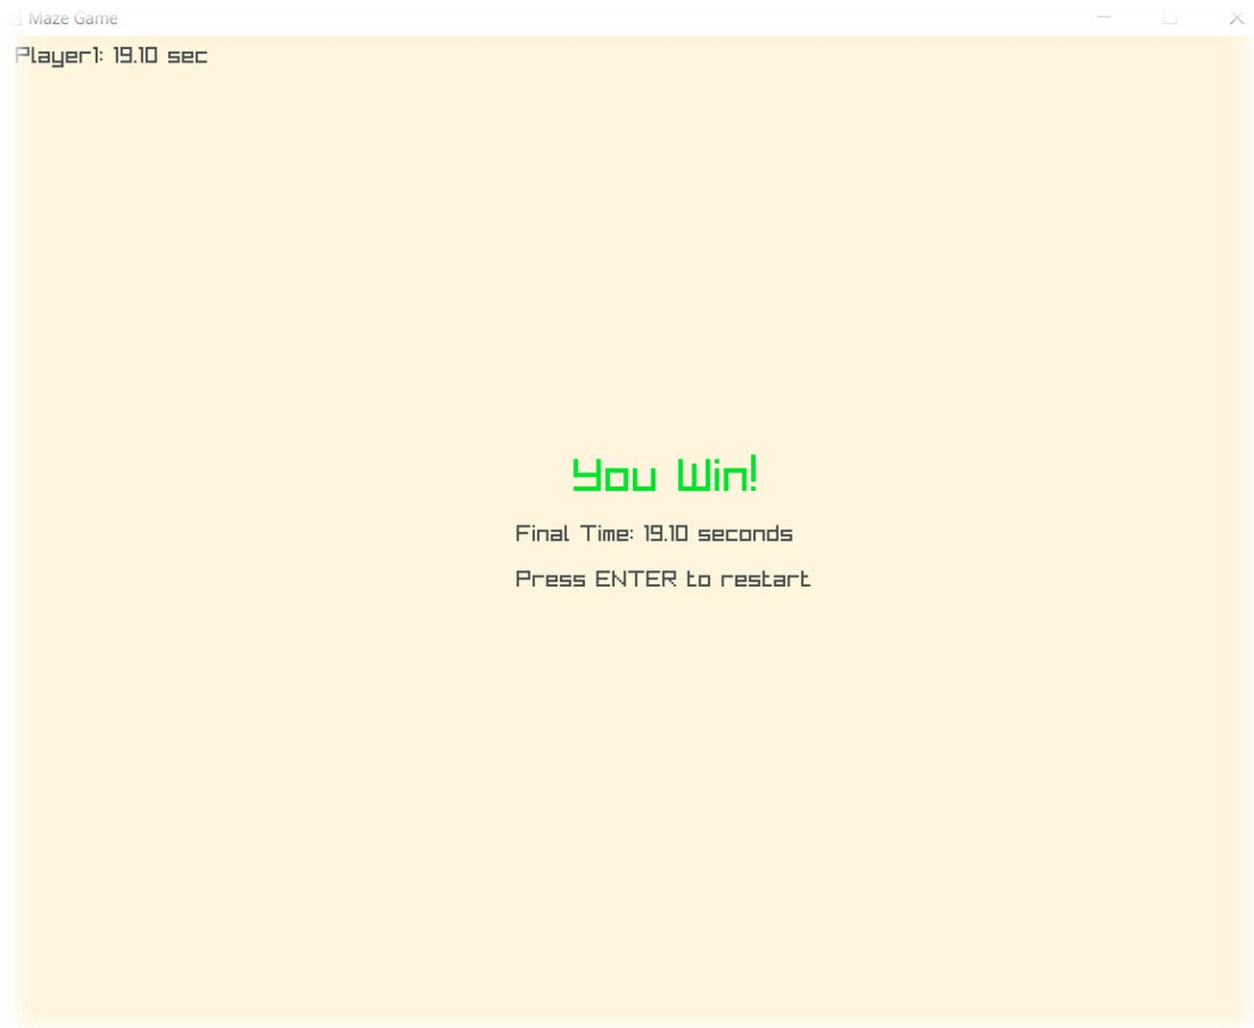 Maze Game
Player1: 19.10 sec
You Win!
Final Time: 19.10 seconds
Press ENTER to restart